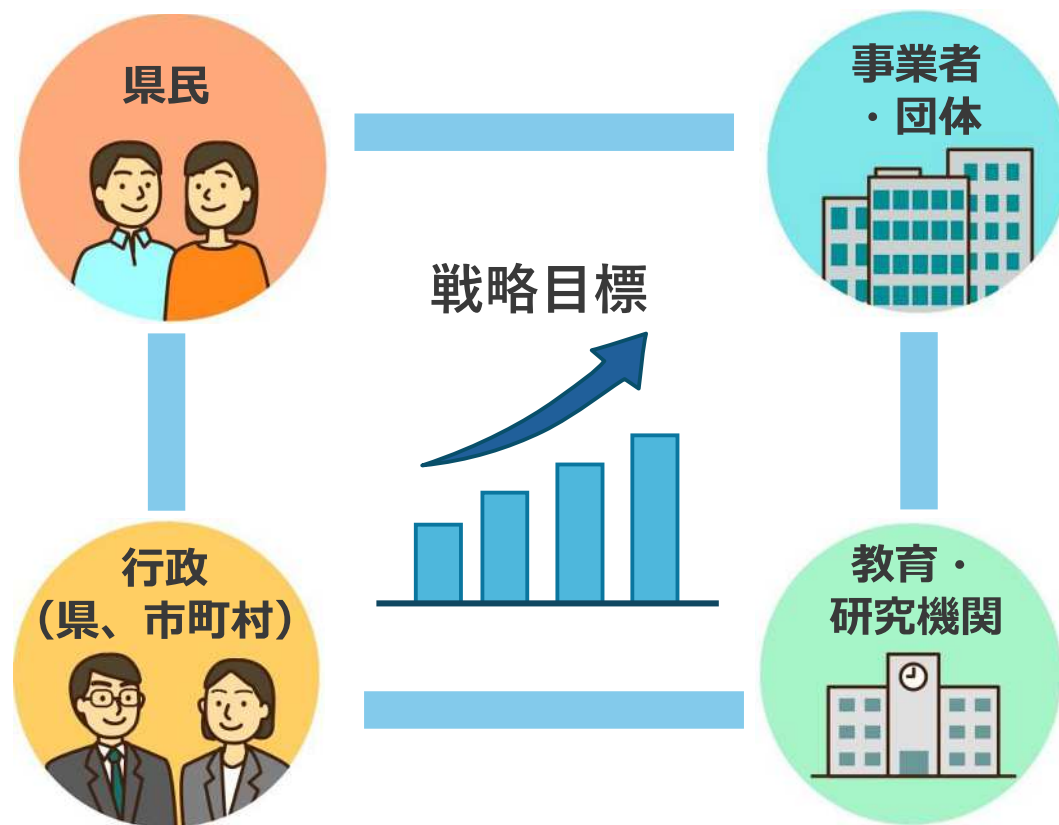 県民
事業者
・団体
戦略目標
行政
（県、市町村）
教育・
研究機関